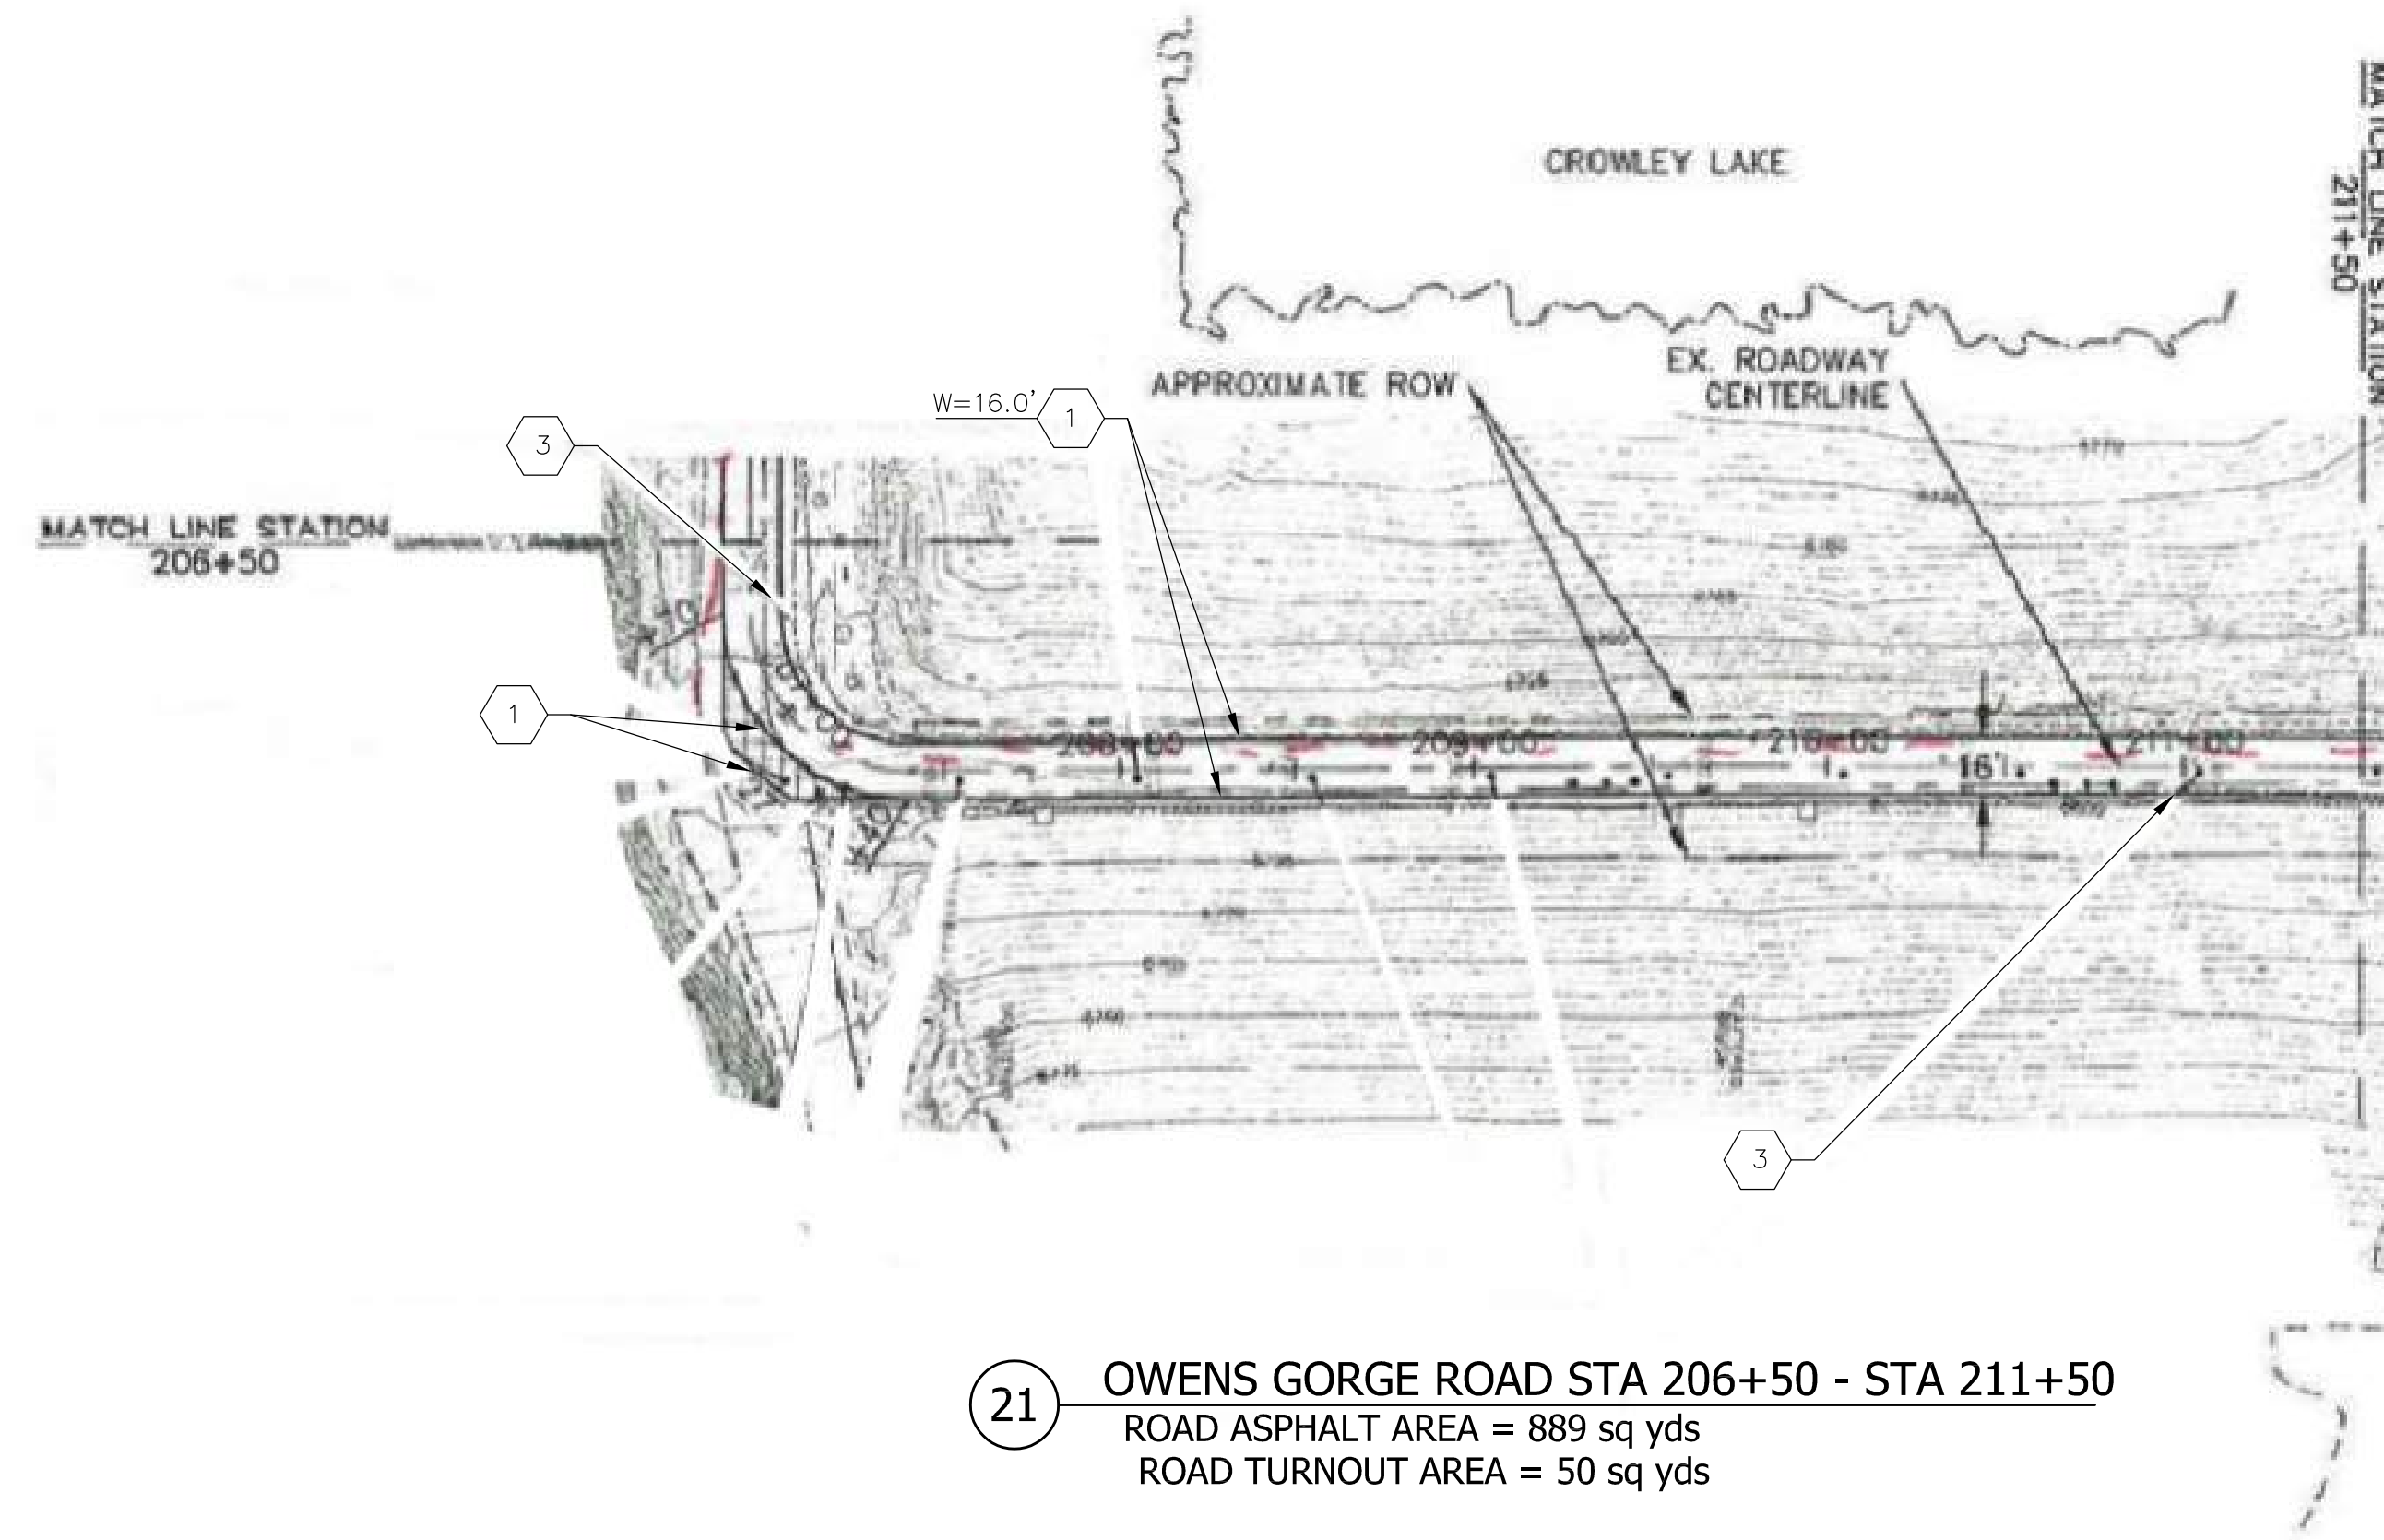 CROWLEY LAKE
MATCH LINE STATION
211+50
APPROXIMATE ROW
EX. ROADWAY
CENTERLINE
W=16.0'
1
3
MATCH LINE STATION
206+50
1
208+00
209+00
210+00
211+00
16'
3
21
OWENS GORGE ROAD STA 206+50 - STA 211+50
ROAD ASPHALT AREA = 889 sq yds
ROAD TURNOUT AREA = 50 sq yds